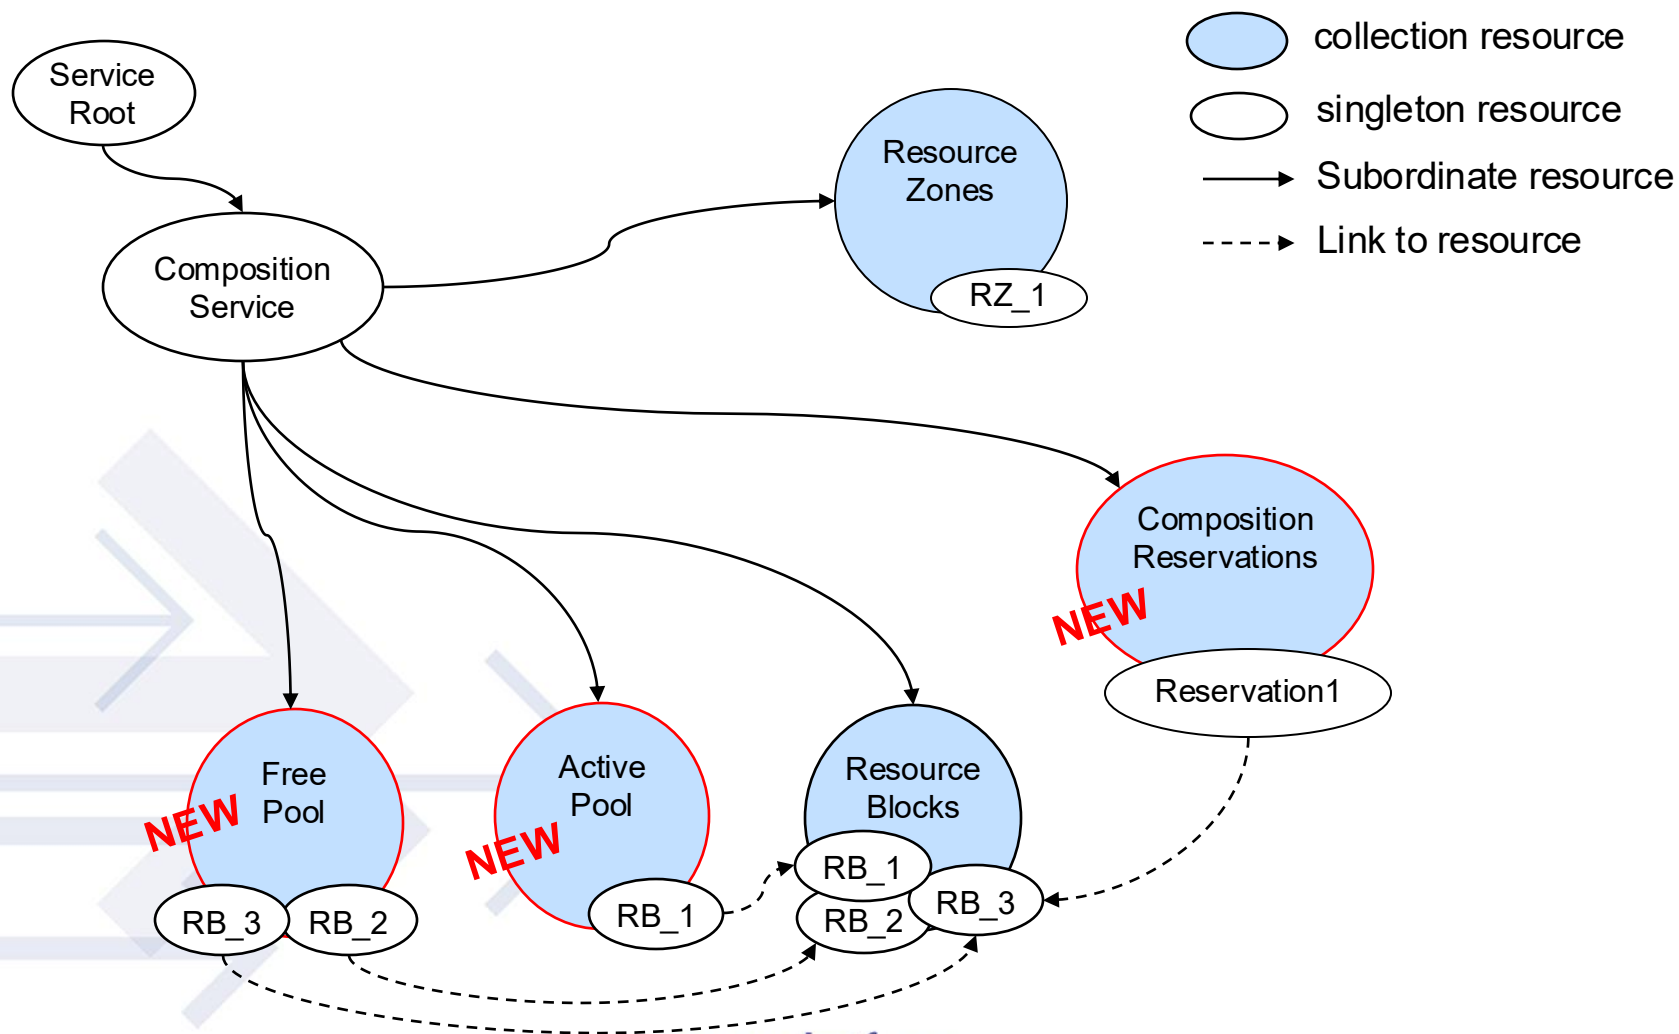 Service
Root
Composition
Service
Resource
Zones
RZ_1
collection resource
singleton resource
Subordinate resource
Link to resource
Composition
Reservations
NEW
Reservation1
Free
Pool
NEW
RB_3
RB_2
Active
Pool
NEW
RB_1
Resource
Blocks
RB_1
RB_2
RB_3